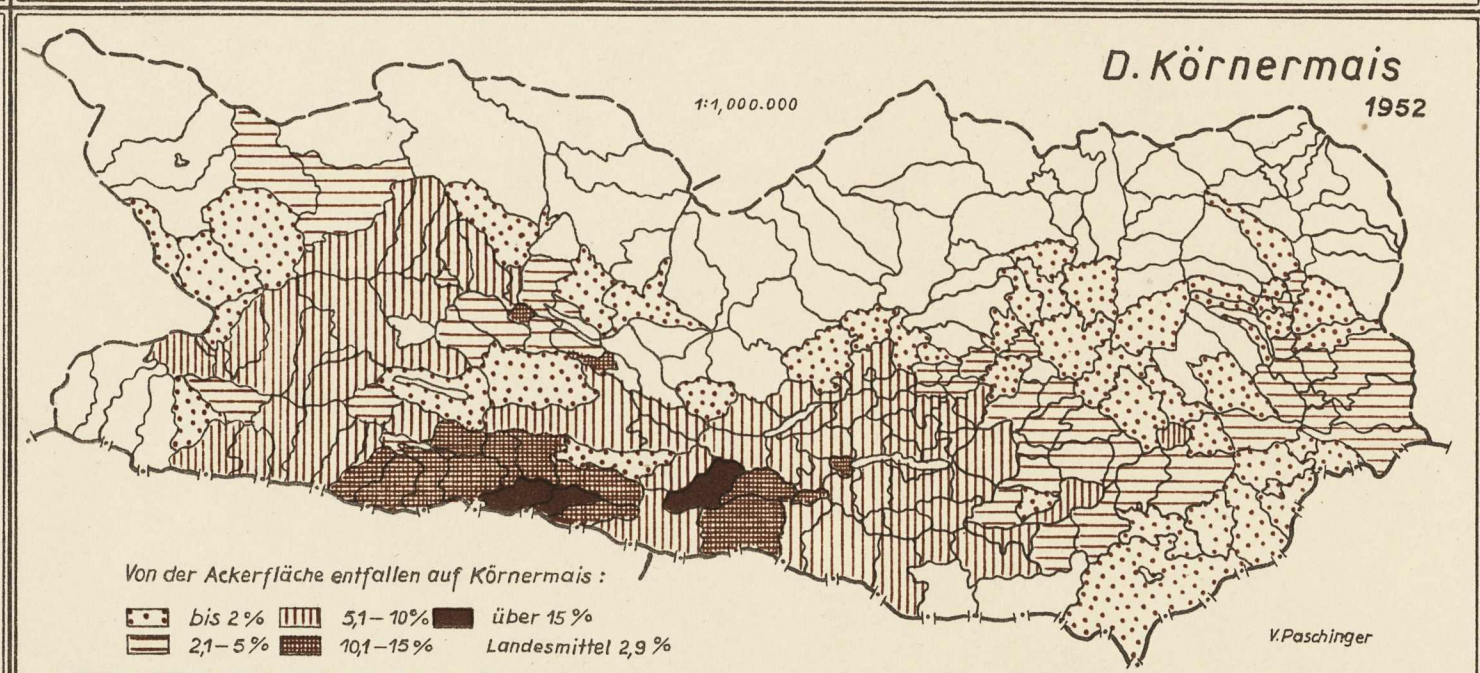 D. Körnermais
1952
1:1,000.000
Von der Ackerfläche entfallen auf Körnermais:
bis 2% 5,1–10% über 15%
2,1–5% 10,1–15% Landesmittel 2,9%
V. Paschinger